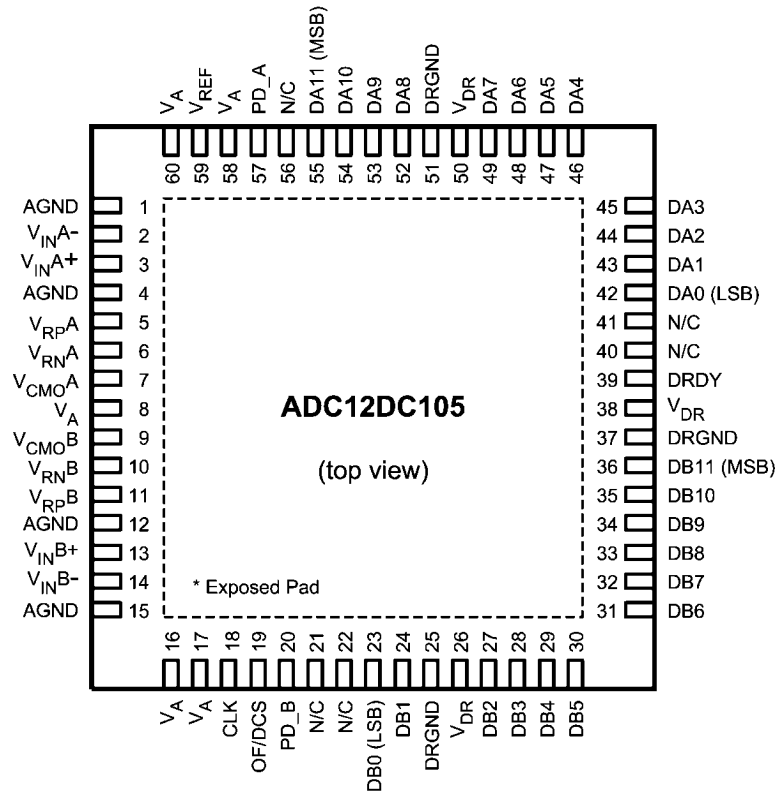 VA
VREF
VA
PD_A
N/C
DA11 (MSB)
DA10
DA9
DA8
DRGND
VDR
DA7
DA6
DA5
DA4
60
59
58
57
56
55
54
53
52
51
50
49
48
47
46
AGND 1
VINA- 2
VINA+ 3
AGND 4
VRPA 5
VRNA 6
VCMOA 7
VA 8
VCMOB 9
VRNB 10
VRPB 11
AGND 12
VINB+ 13
VINB- 14
AGND 15
ADC12DC105
(top view)
* Exposed Pad
45 DA3
44 DA2
43 DA1
42 DA0 (LSB)
41 N/C
40 N/C
39 DRDY
38 VDR
37 DRGND
36 DB11 (MSB)
35 DB10
34 DB9
33 DB8
32 DB7
31 DB6
16
17
18
19
20
21
22
23
24
25
26
27
28
29
30
VA
VA
CLK
OF/DCS
PD_B
N/C
N/C
DB0 (LSB)
DB1
DRGND
VDR
DB2
DB3
DB4
DB5